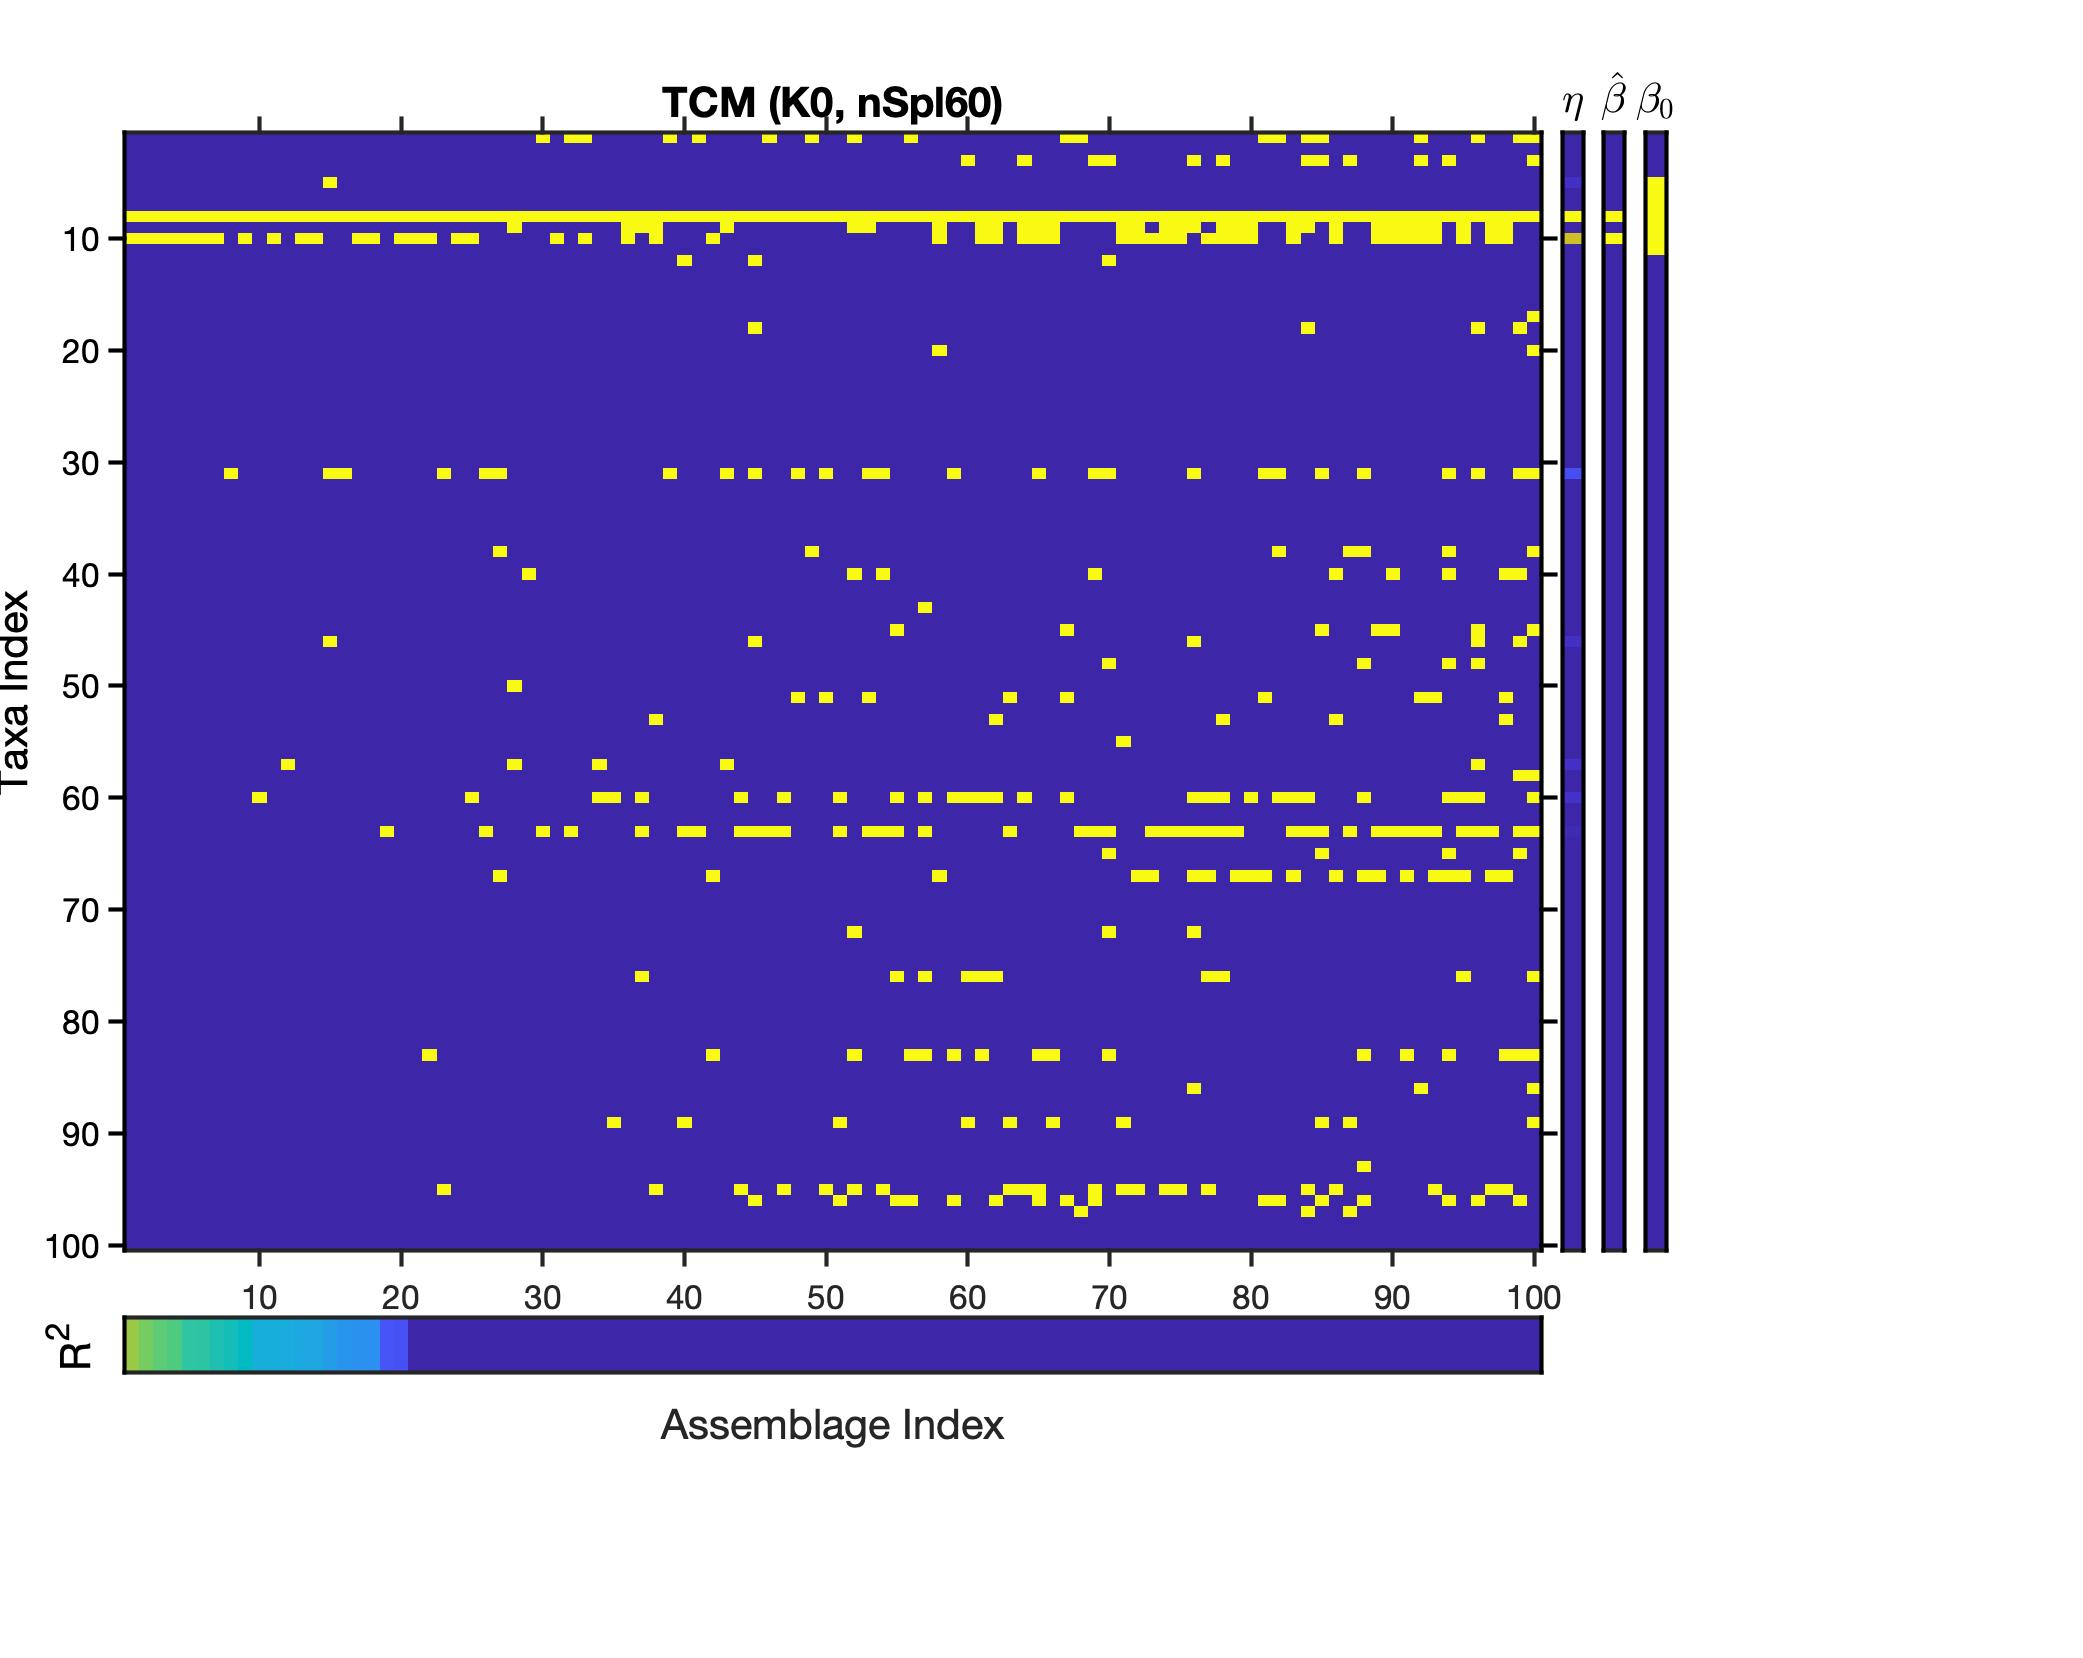 TCM (K0, nSpl60)
η β̂ β₀
Taxa Index
10
20
30
40
50
60
70
80
90
100
10 20 30 40 50 60 70 80 90 100
R²
Assemblage Index